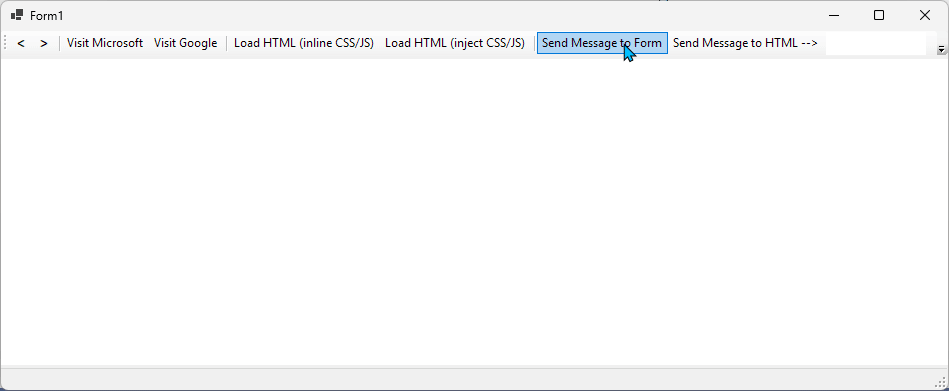 Form1
< > Visit Microsoft Visit Google Load HTML (inline CSS/JS) Load HTML (inject CSS/JS) Send Message to Form Send Message to HTML -->